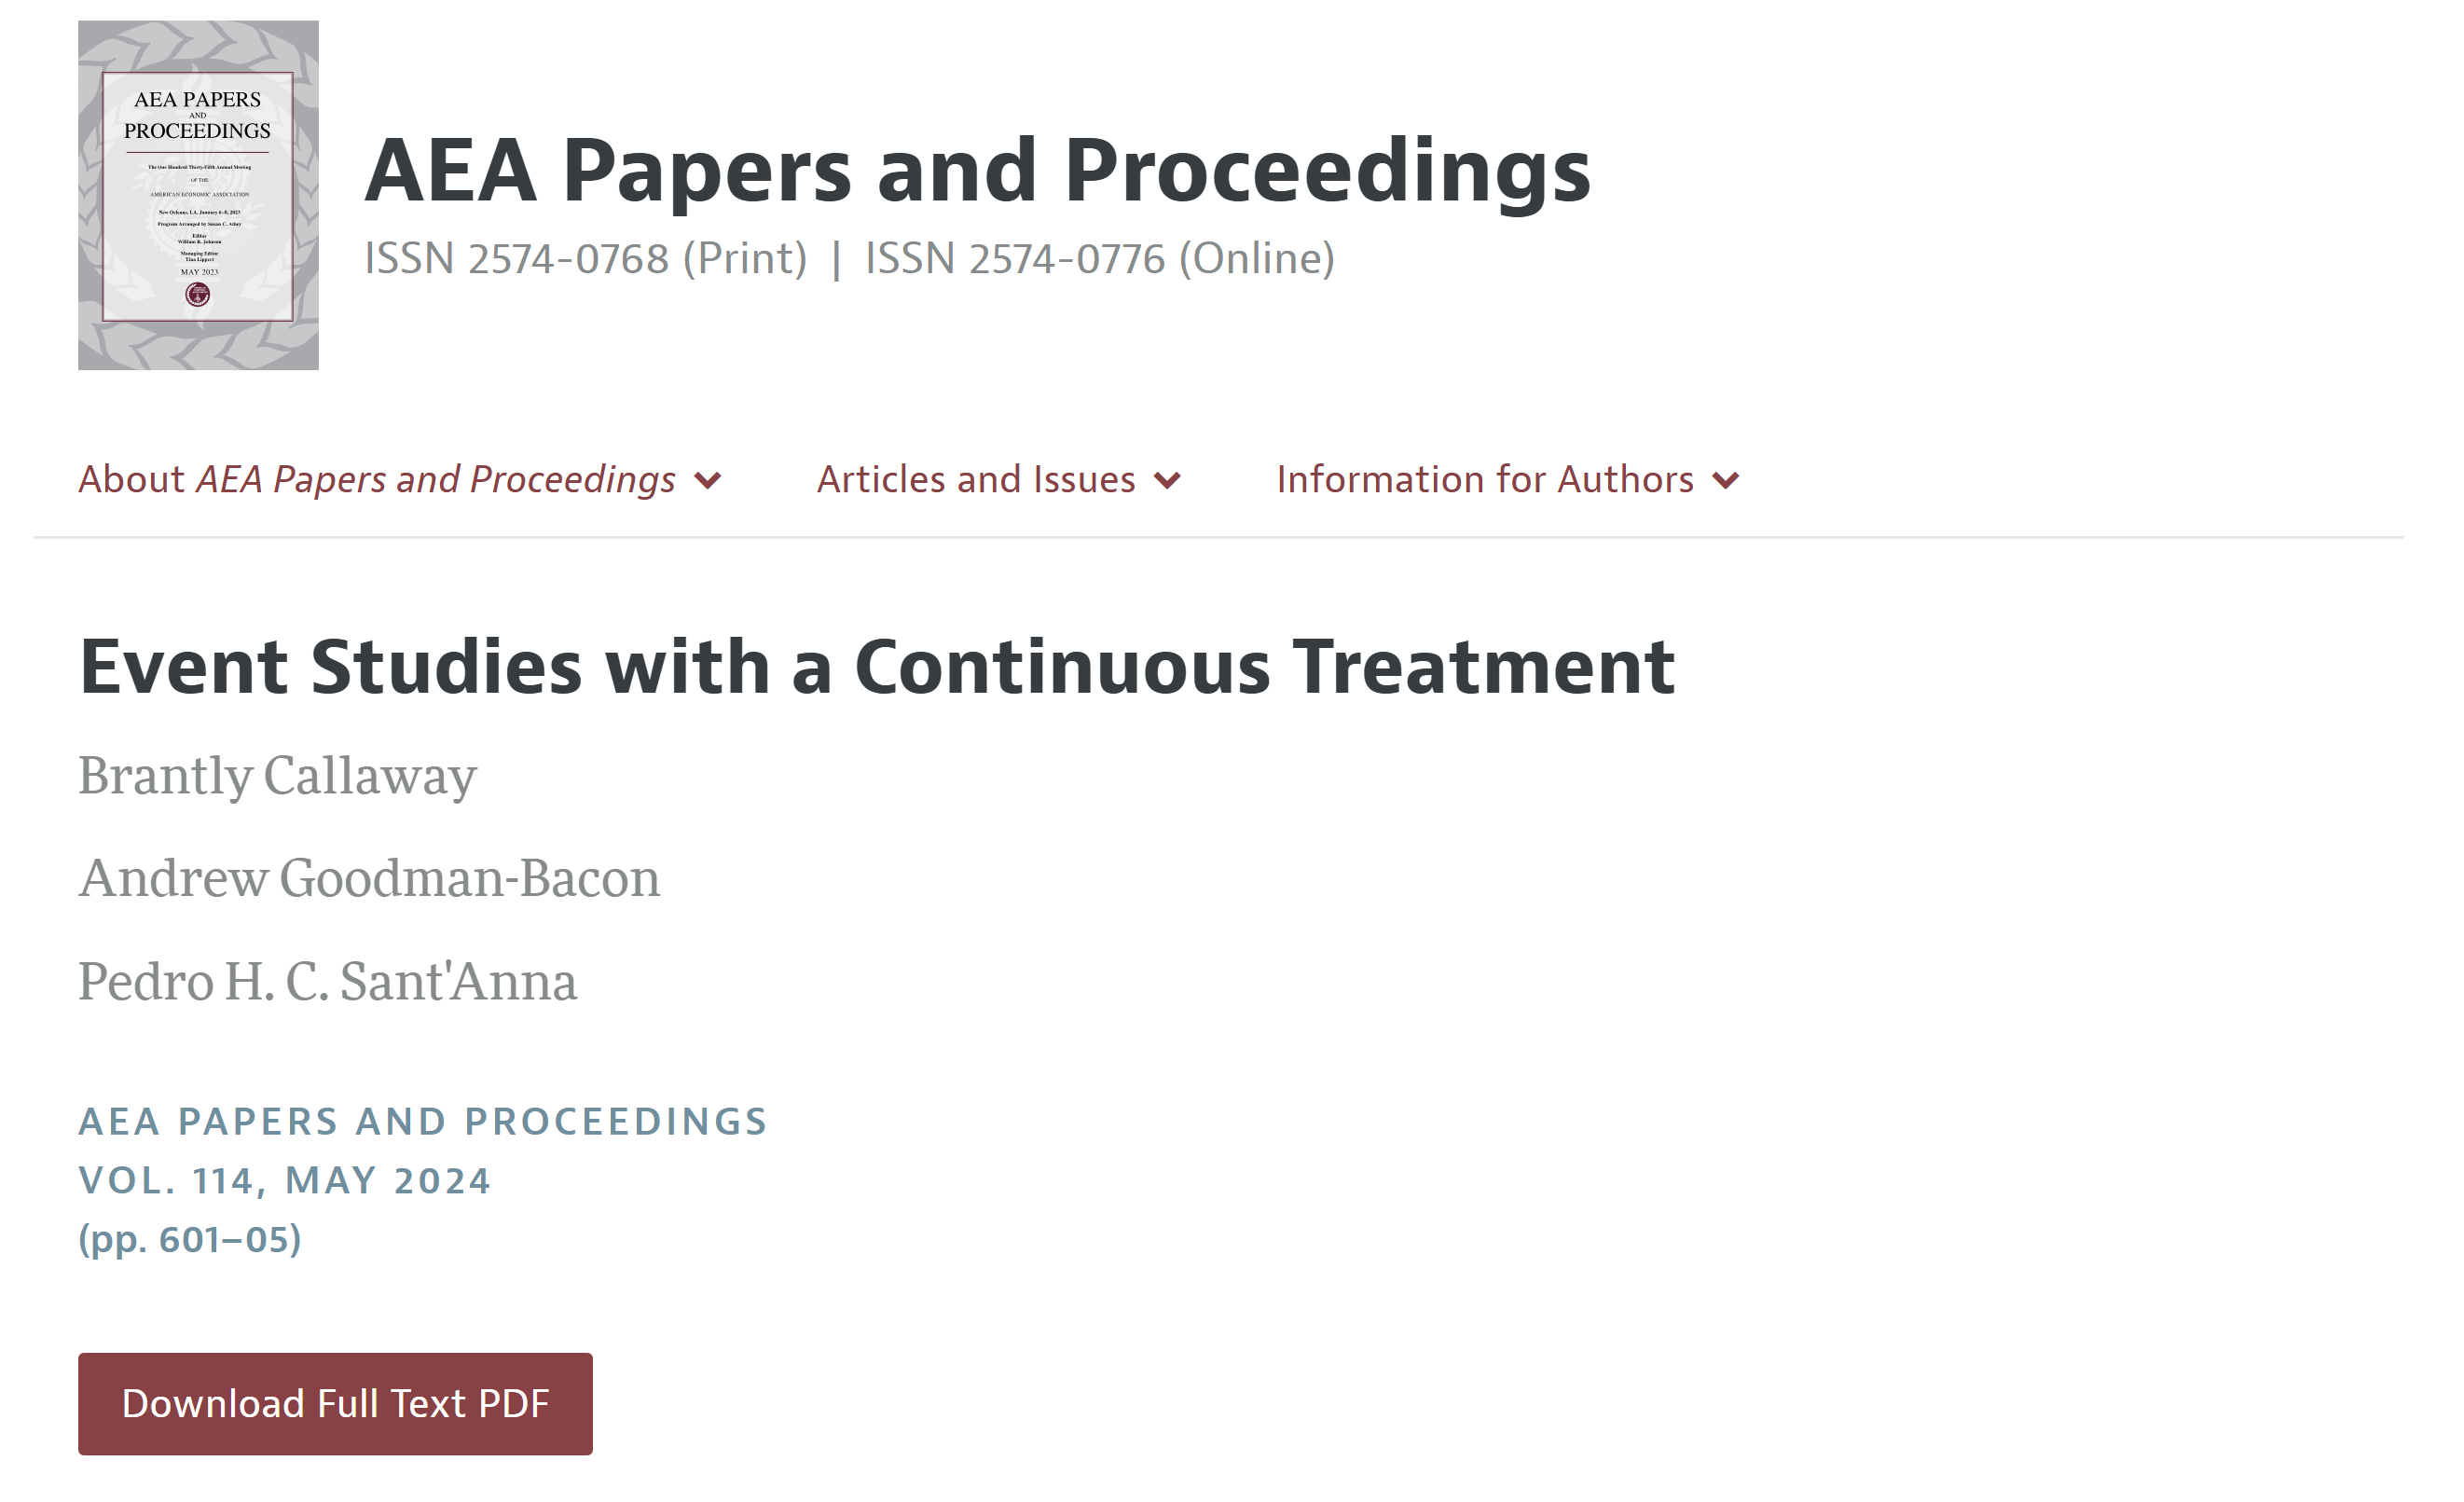 AEA PAPERS
AND
PROCEEDINGS
The One Hundred Thirty-Fifth Annual Meeting
OF THE
AMERICAN ECONOMIC ASSOCIATION
New Orleans, LA, January 6–8, 2023
Program Arranged by Susan C. Athey
Editor
William R. Johnson
Managing Editor
Tina Lippert
MAY 2023
AEA Papers and Proceedings
ISSN 2574-0768 (Print) | ISSN 2574-0776 (Online)
About AEA Papers and Proceedings
Articles and Issues
Information for Authors
Event Studies with a Continuous Treatment
Brantly Callaway
Andrew Goodman-Bacon
Pedro H. C. Sant'Anna
AEA PAPERS AND PROCEEDINGS
VOL. 114, MAY 2024
(pp. 601–05)
Download Full Text PDF